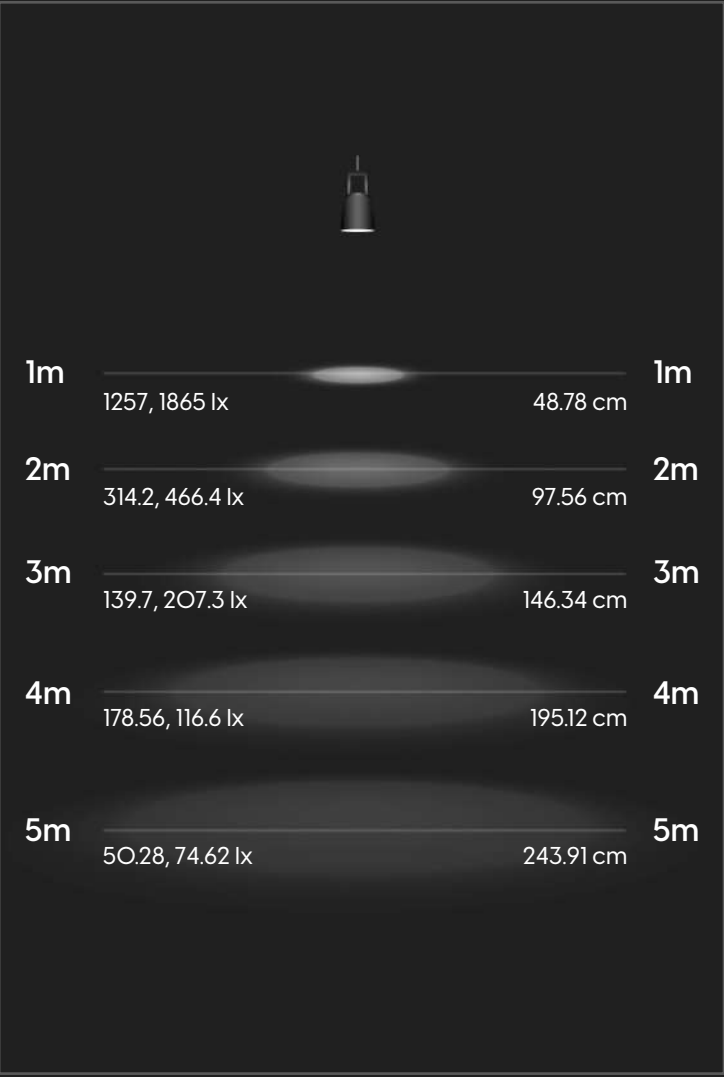 1m 1m
1257, 1865 lx 48.78 cm
2m 2m
314.2, 466.4 lx 97.56 cm
3m 3m
139.7, 207.3 lx 146.34 cm
4m 4m
178.56, 116.6 lx 195.12 cm
5m 5m
50.28, 74.62 lx 243.91 cm